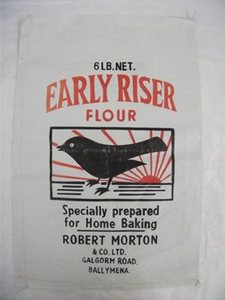 6 LB. NET.
EARLY RISER
FLOUR
Specially prepared
for Home Baking
ROBERT MORTON
& CO. LTD.
GALGORM ROAD,
BALLYMENA.